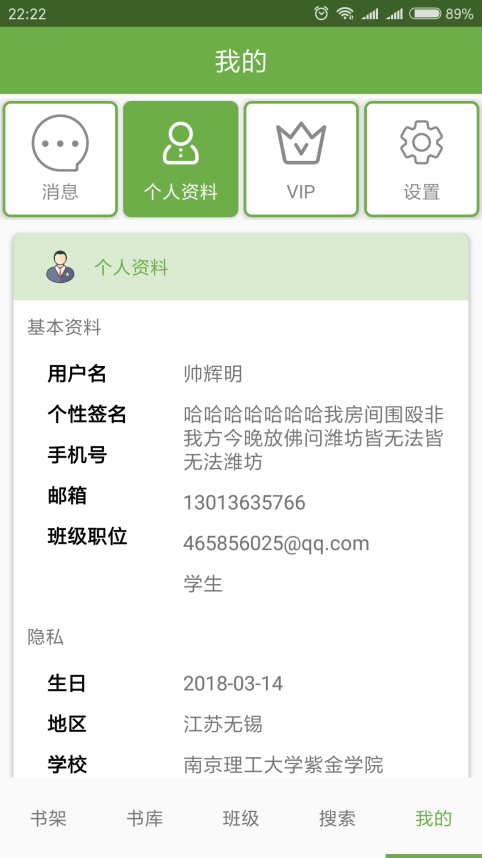 22:22 89%
我的
消息 个人资料 VIP 设置
个人资料
基本资料
用户名 帅辉明
个性签名 哈哈哈哈哈哈哈我房间围殴非
我方今晚放佛问潍坊皆无法皆
无法潍坊
手机号 13013635766
邮箱 465856025@qq.com
班级职位 学生
隐私
生日 2018-03-14
地区 江苏无锡
学校 南京理工大学紫金学院
书架 书库 班级 搜索 我的